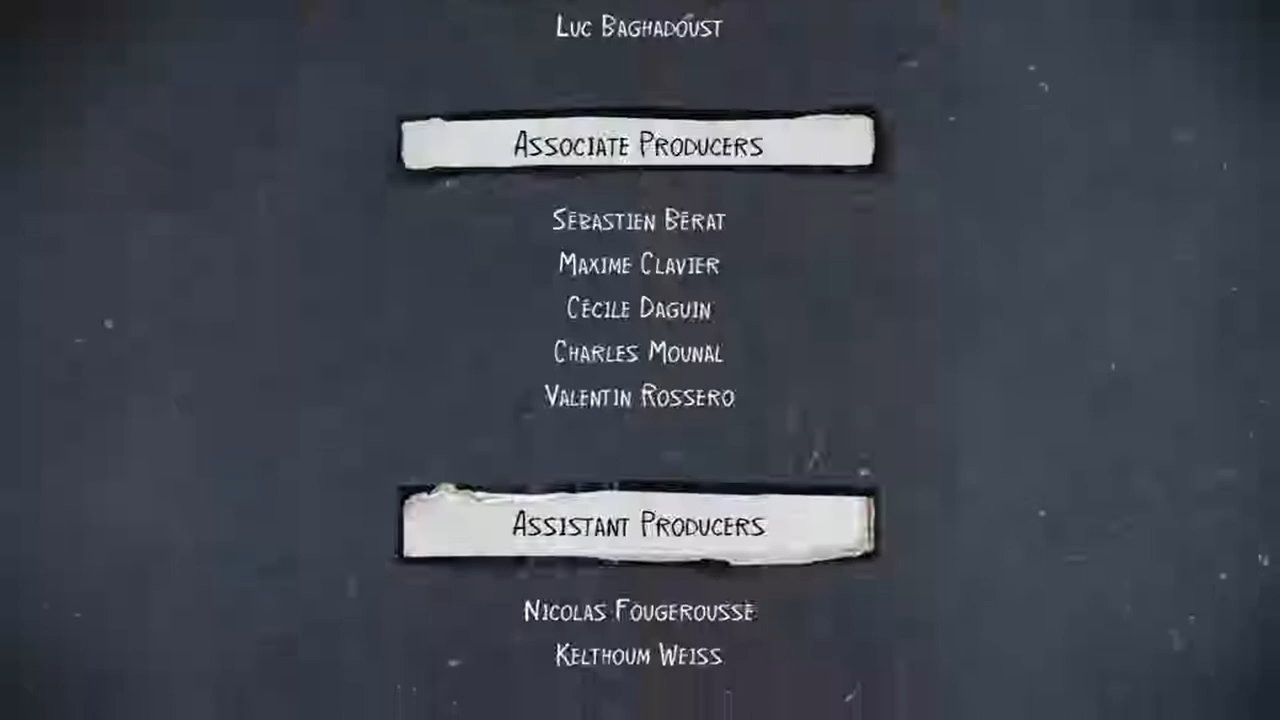 Luc Baghadoust
Associate Producers
Sébastien Bérat
Maxime Clavier
Cécile Daguin
Charles Mounal
Valentin Rossero
Assistant Producers
Nicolas Fougerousse
Kelthoum Weiss